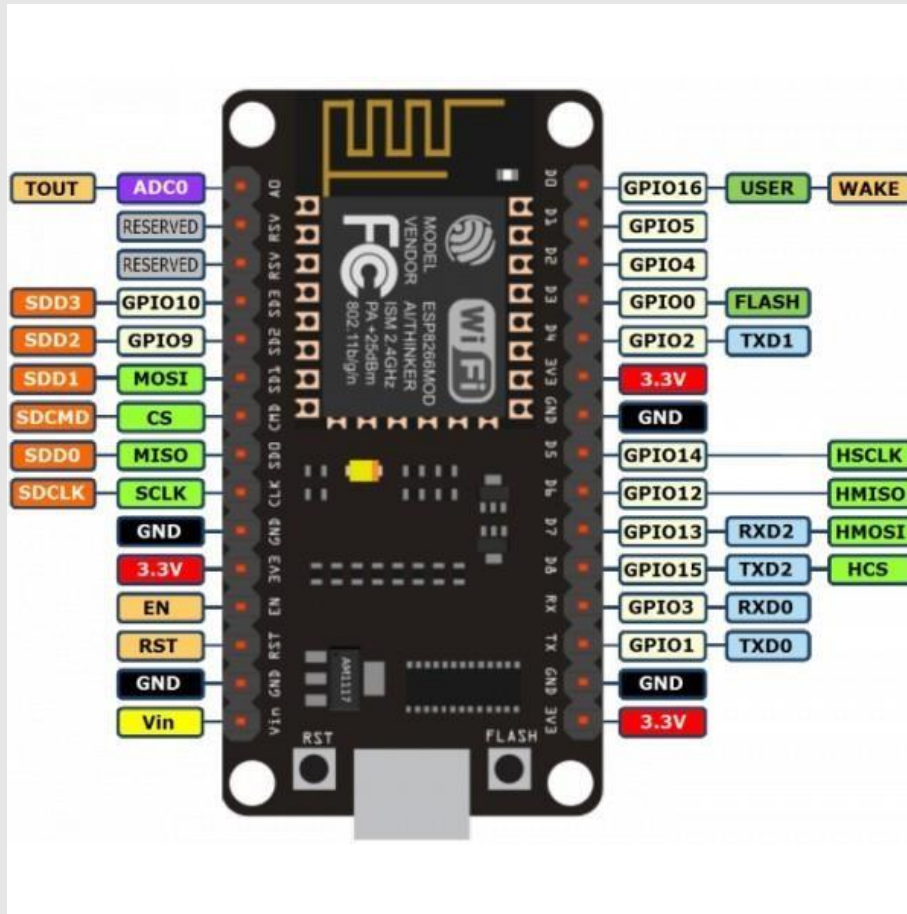 TOUT ADC0 A0 D0 GPIO16 USER WAKE
RESERVED RSV D1 GPIO5
RESERVED RSV D2 GPIO4
SDD3 GPIO10 SD3 D3 GPIO0 FLASH
SDD2 GPIO9 SD2 D4 GPIO2 TXD1
SDD1 MOSI SD1 3V3 3.3V
SDCMD CS CMD GND GND
SDD0 MISO SD0 D5 GPIO14 HSCLK
SDCLK SCLK CLK D6 GPIO12 HMISO
GND GND D7 GPIO13 RXD2 HMOSI
3.3V 3V3 D8 GPIO15 TXD2 HCS
EN EN RX GPIO3 RXD0
RST RST TX GPIO1 TXD0
GND GND GND GND
Vin Vin 3V3 3.3V
MODEL ESP8266MOD
VENDOR AI/THINKER
ISM 2.4GHz
PA +25dBm
802.11b/g/n
FC
WiFi
AM1117
RST
FLASH